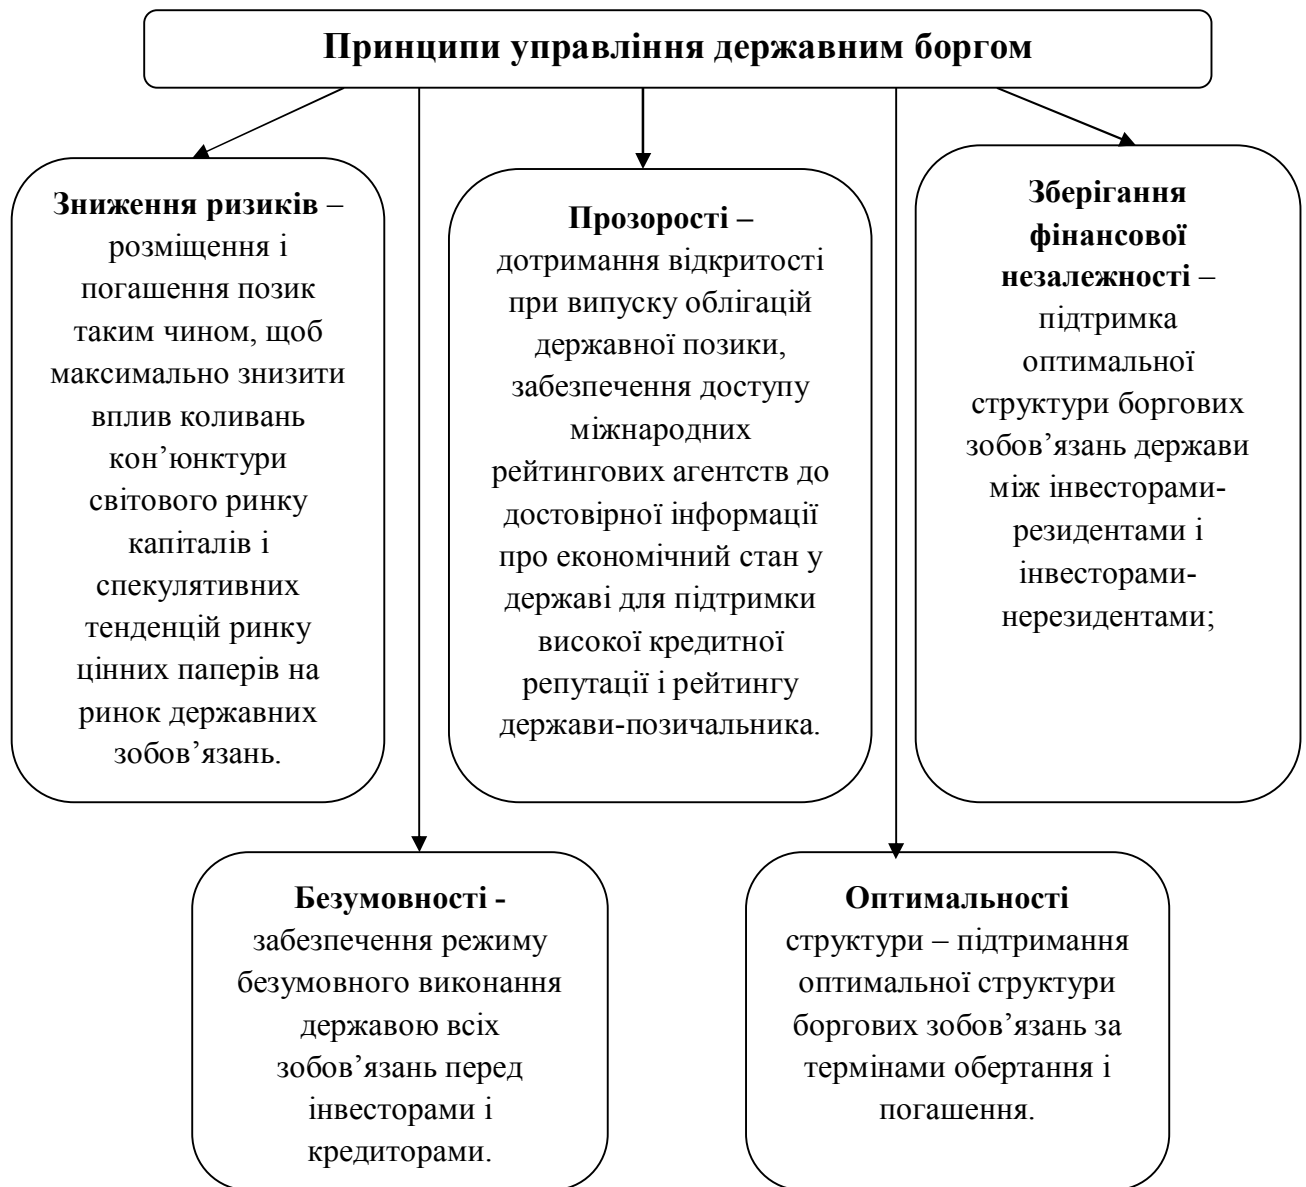 Принципи управління державним боргом
Зниження ризиків –
розміщення і
погашення позик
таким чином, щоб
максимально знизити
вплив коливань
кон’юнктури
світового ринку
капіталів і
спекулятивних
тенденцій ринку
цінних паперів на
ринок державних
зобов’язань.
Прозорості –
дотримання відкритості
при випуску облігацій
державної позики,
забезпечення доступу
міжнародних
рейтингових агентств до
достовірної інформації
про економічний стан у
державі для підтримки
високої кредитної
репутації і рейтингу
держави-позичальника.
Зберігання
фінансової
незалежності –
підтримка
оптимальної
структури боргових
зобов’язань держави
між інвесторами-
резидентами і
інвесторами-
нерезидентами;
Безумовності -
забезпечення режиму
безумовного виконання
державою всіх
зобов’язань перед
інвесторами і
кредиторами.
Оптимальності
структури – підтримання
оптимальної структури
боргових зобов’язань за
термінами обертання і
погашення.